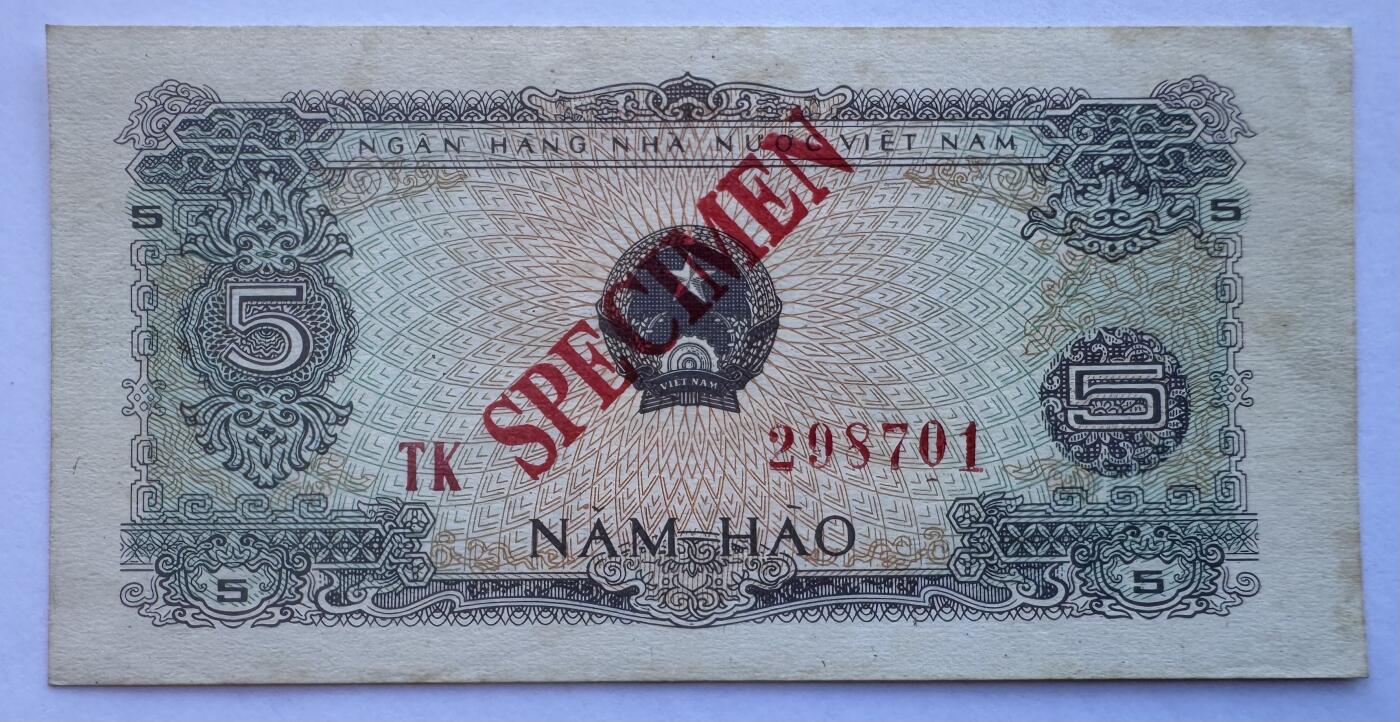 NGÂN HÀNG NHÀ NƯỚC VIỆT NAM
5
5
5
SPECIMEN
VIỆT NAM
5
TK 298701
NĂM HÀO
5
5